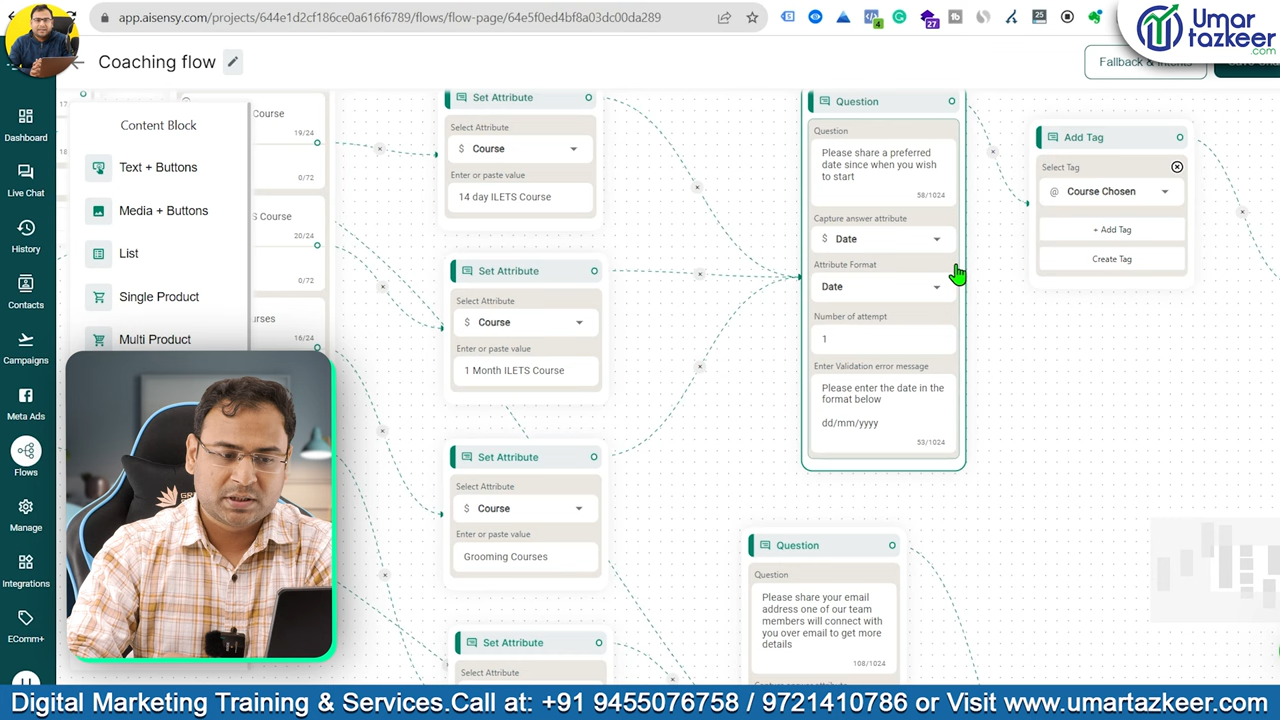 app.aisensy.com/projects/644e1d2cf186ce0a616f6789/flows/flow-page/64e5f0ed4bf8a03dc00da289
4
27
25
Umar
tazkeer
.com
Coaching flow
Fallback & Intents
Dashboard
Live Chat
History
Contacts
Campaigns
Meta Ads
Flows
Manage
Integrations
EComm+
Content Block
Text + Buttons
Media + Buttons
List
Single Product
Multi Product
Course
19/24
0/72
S Course
20/24
0/72
urses
16/24
Set Attribute
Select Attribute
$ Course
Enter or paste value
14 day ILETS Course
Set Attribute
Select Attribute
$ Course
Enter or paste value
1 Month ILETS Course
Set Attribute
Select Attribute
$ Course
Enter or paste value
Grooming Courses
Set Attribute
Select Attribute
Question
Question
Please share a preferred
date since when you wish
to start
58/1024
Capture answer attribute
$ Date
Attribute Format
Date
Number of attempt
1
Enter Validation error message
Please enter the date in the
format below
dd/mm/yyyy
53/1024
Question
Question
Please share your email
address one of our team
members will connect with
you over email to get more
details
108/1024
Add Tag
Select Tag
@ Course Chosen
+ Add Tag
Create Tag
Digital Marketing Training & Services.Call at: +91 9455076758 / 9721410786 or Visit www.umartazkeer.com